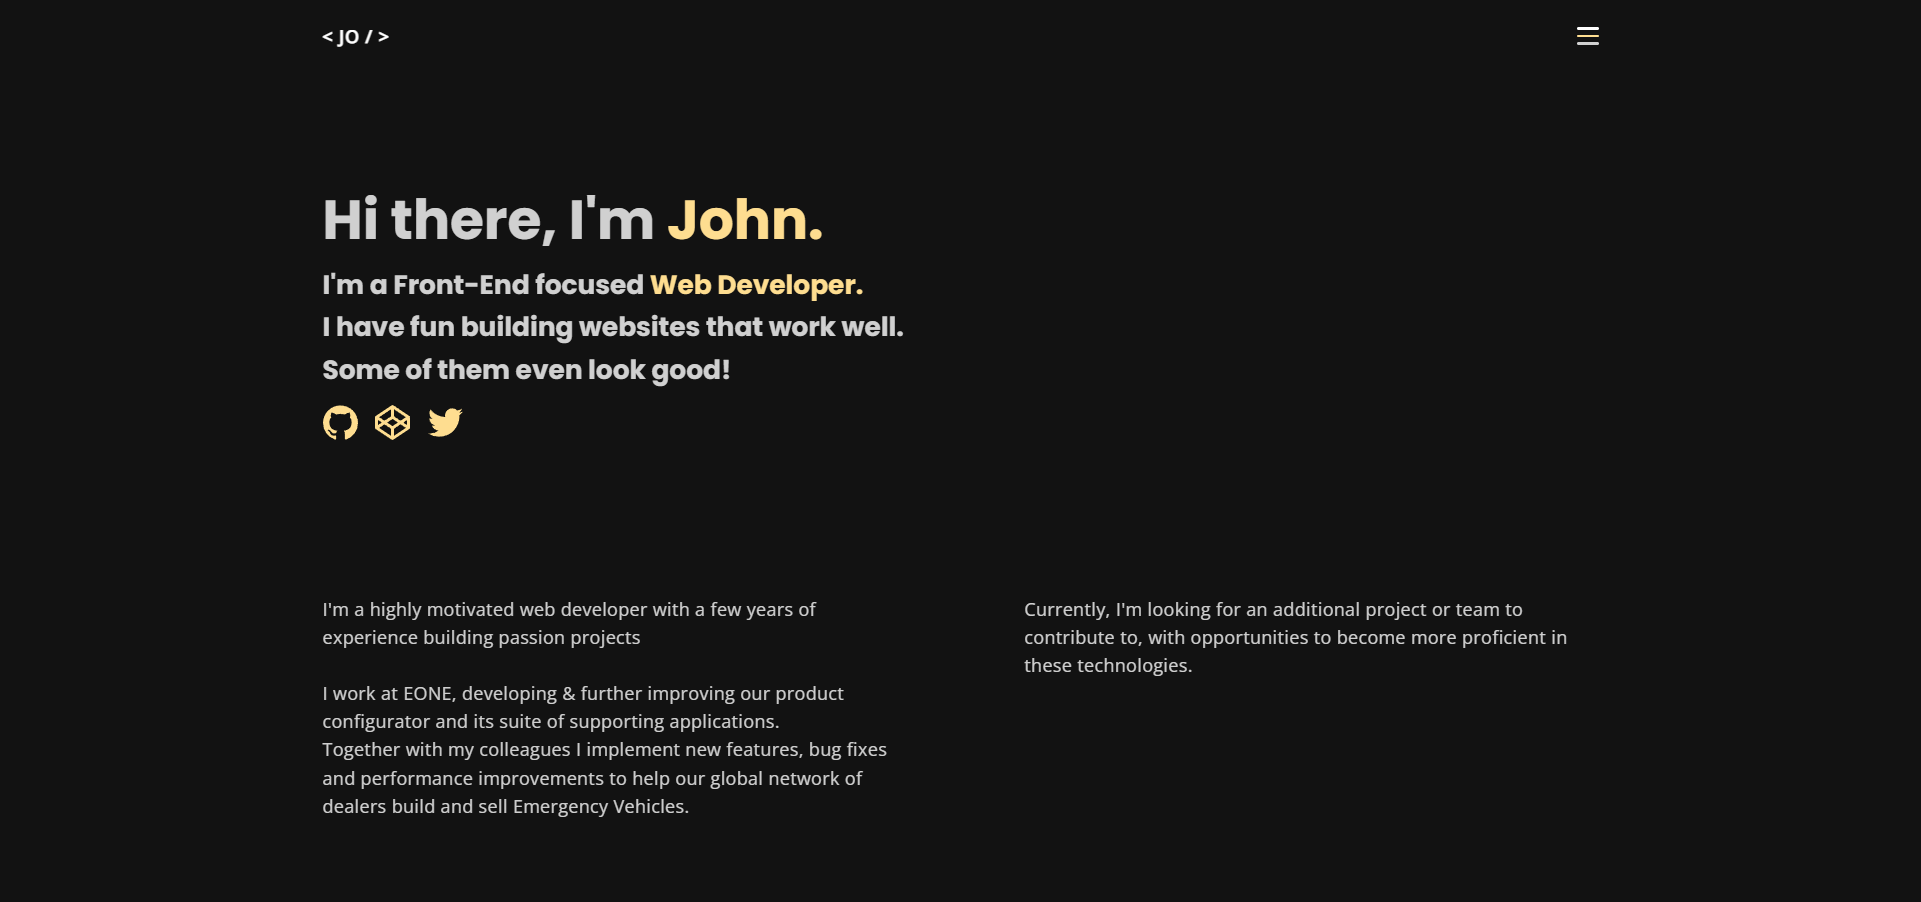 < JO / >
Hi there, I'm John.
I'm a Front-End focused Web Developer.
I have fun building websites that work well.
Some of them even look good!
I'm a highly motivated web developer with a few years of
experience building passion projects
I work at EONE, developing & further improving our product
configurator and its suite of supporting applications.
Together with my colleagues I implement new features, bug fixes
and performance improvements to help our global network of
dealers build and sell Emergency Vehicles.
Currently, I'm looking for an additional project or team to
contribute to, with opportunities to become more proficient in
these technologies.